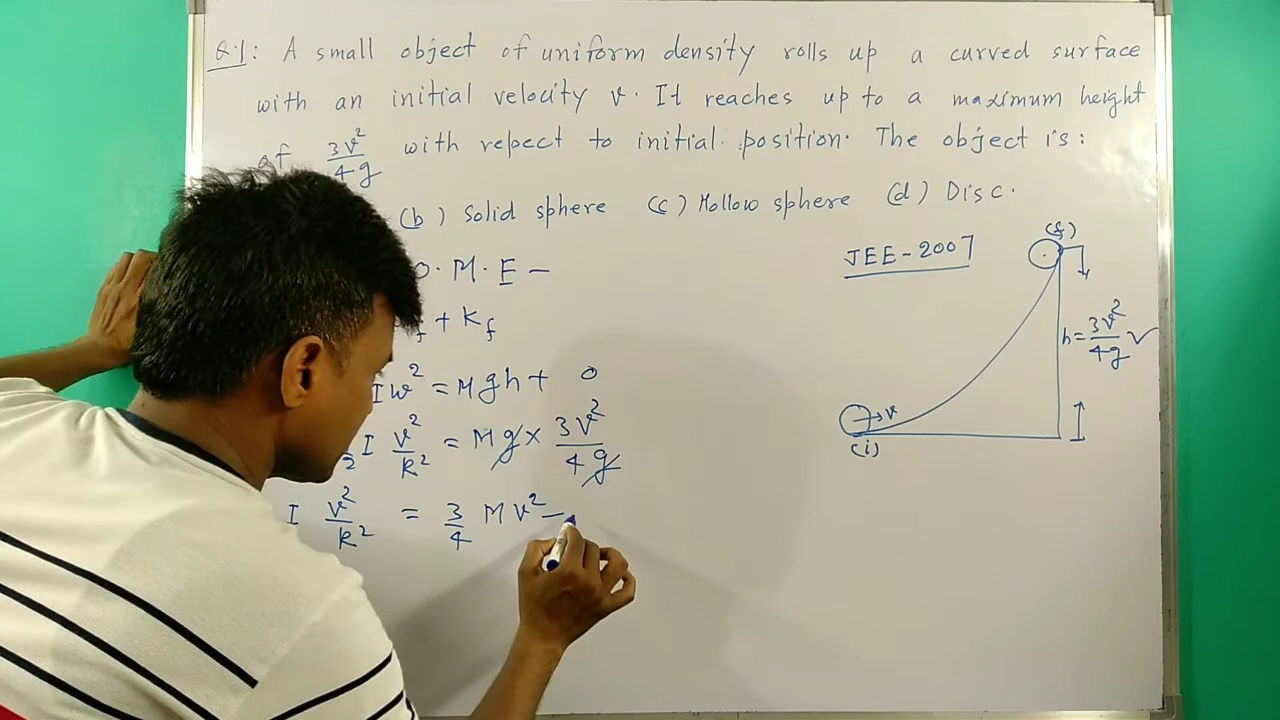 Q.1: A small object of uniform density rolls up a curved surface
with an initial velocity v. It reaches up to a maximum height
of 3v²/4g with repect to initial position. The object is:
(b) Solid sphere (c) Hollow sphere (d) Disc.
JEE-2007
(f)
O.M.E –
f + Kf
h = 3v²/4g ✓
Iω² = Mgh + 0
2 I v²/R² = Mg × 3v²/4g
v
(i)
I v²/R² = 3/4 Mv² –